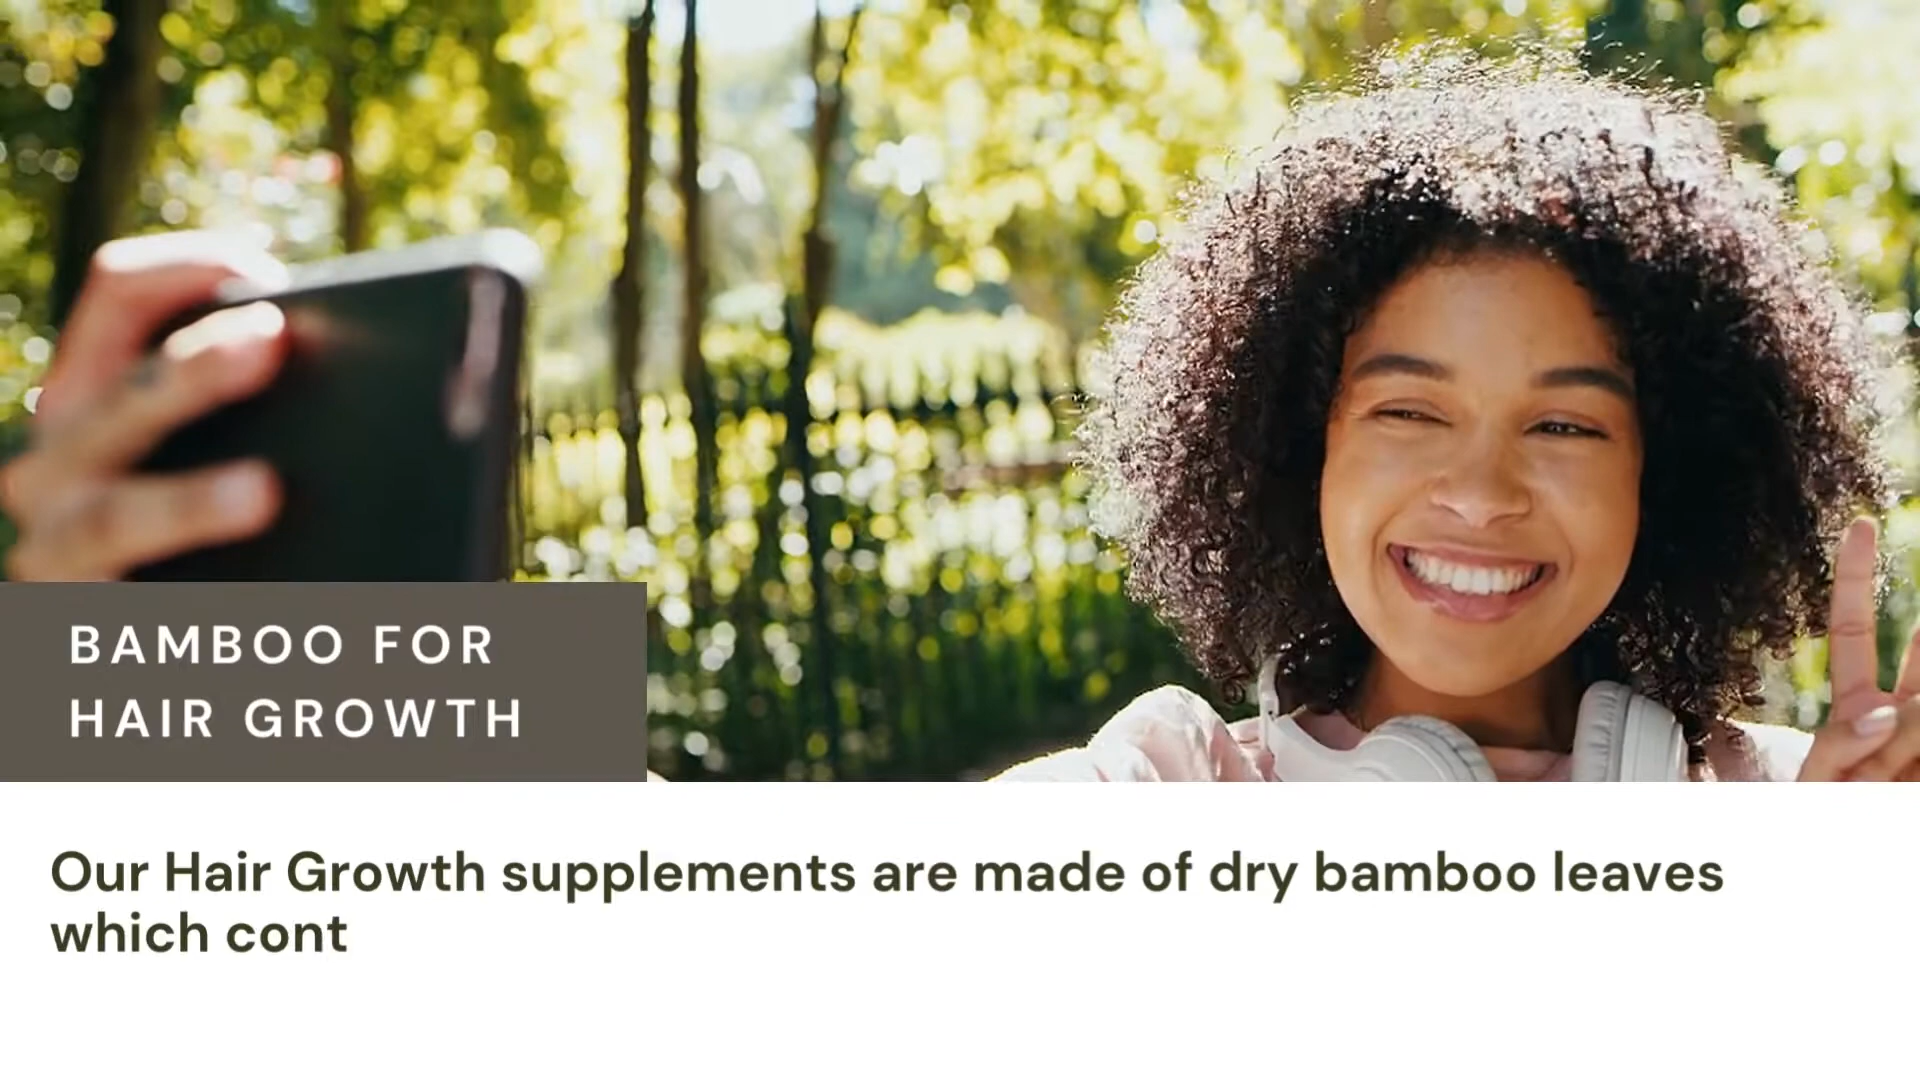 BAMBOO FOR
HAIR GROWTH
Our Hair Growth supplements are made of dry bamboo leaves
which cont